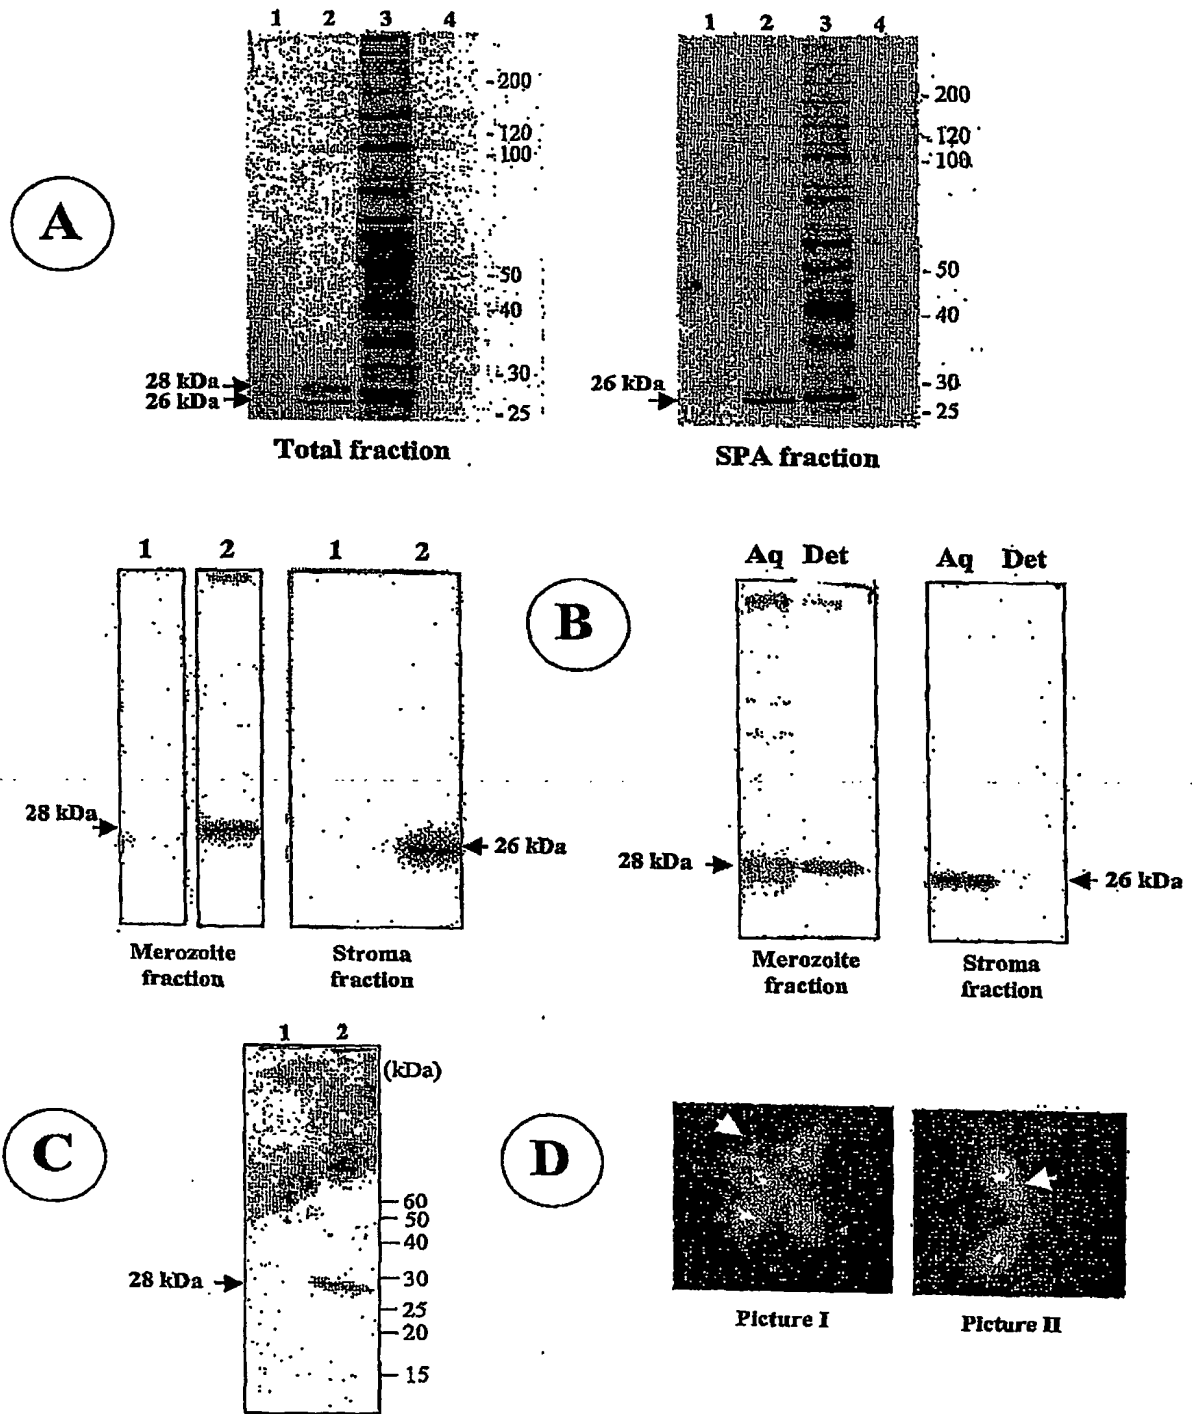 1 2 3 4
1 2 3 4
A
-200
-120
-100
-50
-40
-30
-25
28 kDa
26 kDa
Total fraction
-200
-120
-100
-50
-40
-30
-25
26 kDa
SPA fraction
1 2
1 2
28 kDa
26 kDa
Merozoite
fraction
Stroma
fraction
B
Aq Det
Aq Det
28 kDa
26 kDa
Merozoite
fraction
Stroma
fraction
C
1 2
(kDa)
60
50
40
30
25
20
15
28 kDa
D
Picture I
Picture II